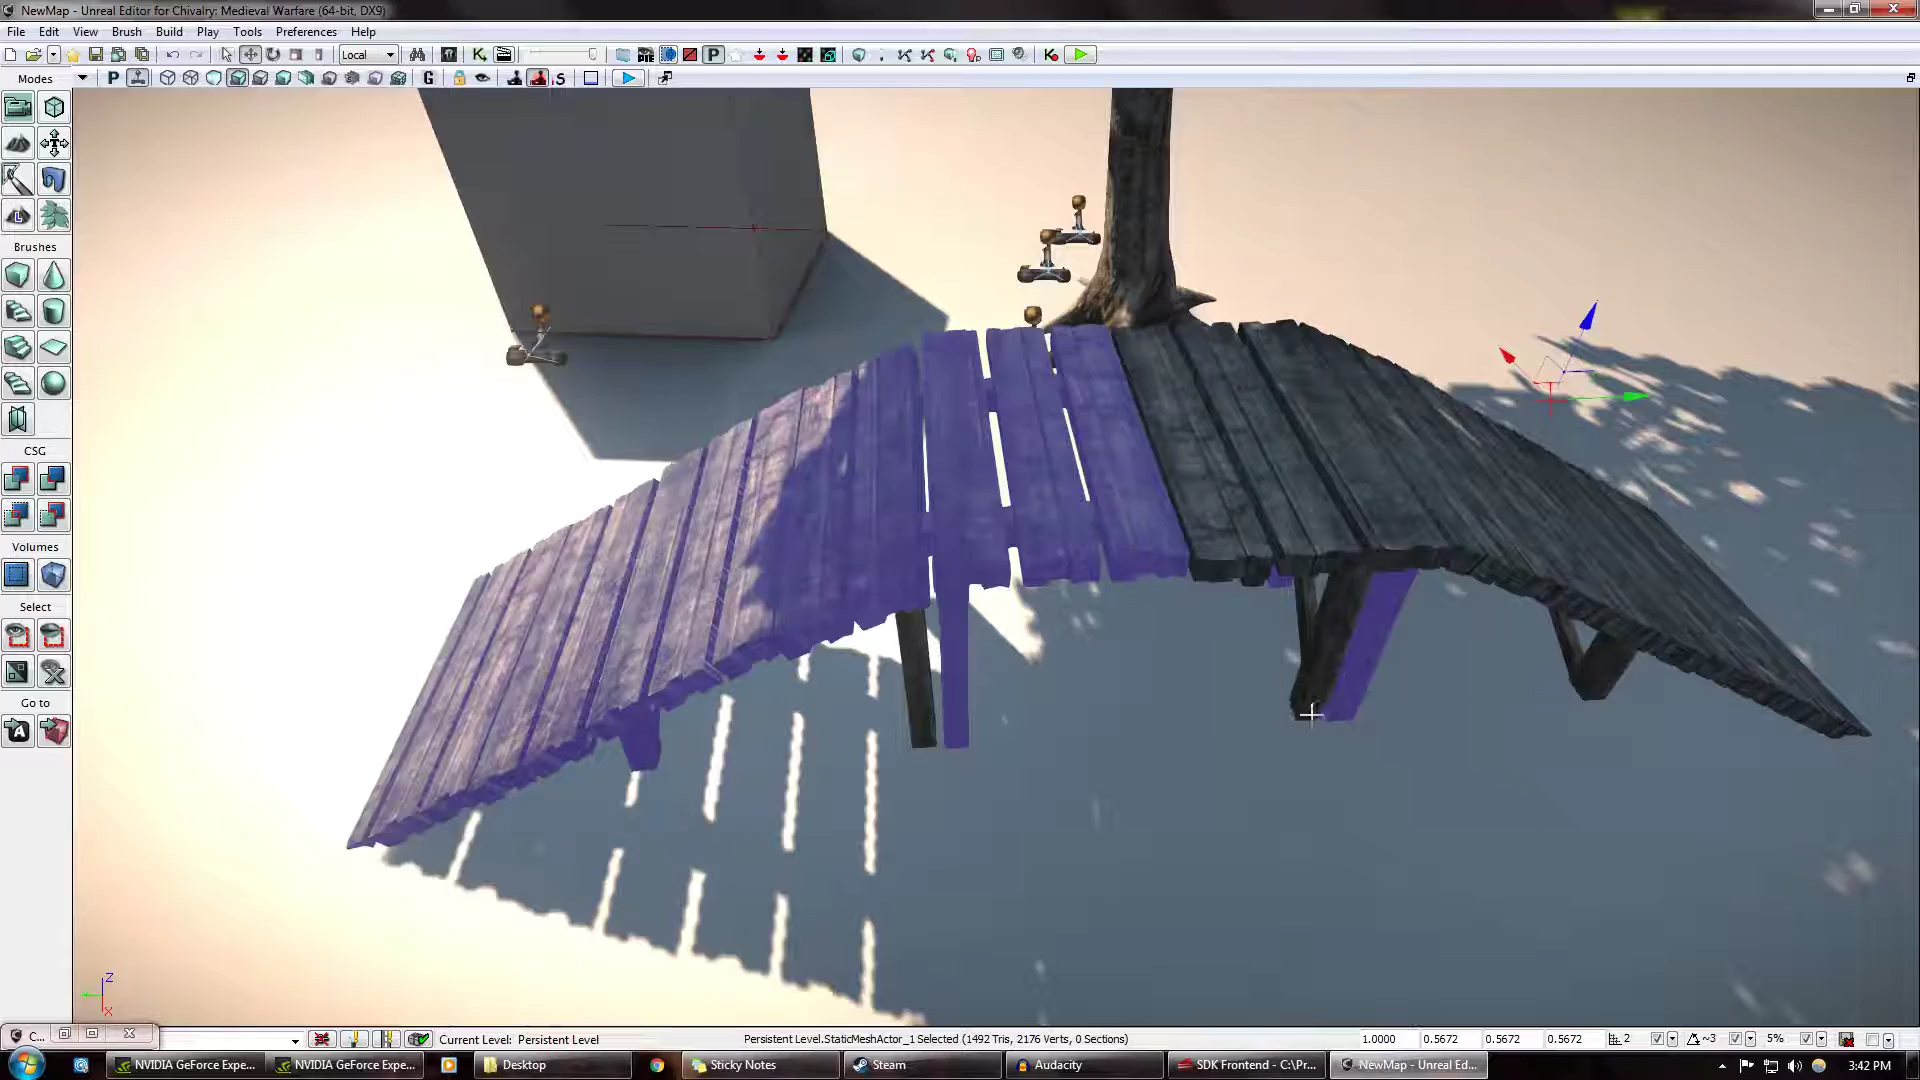 NewMap - Unreal Editor for Chivalry: Medieval Warfare (64-bit, DX9)
File Edit View Brush Build Play Tools Preferences Help
Local
P
Modes
P G S
Brushes
CSG
Volumes
Select
Go to
Z
X
C...
Current Level: Persistent Level
Persistent Level.StaticMeshActor_1 Selected (1492 Tris, 2176 Verts, 0 Sections)
1.0000 0.5672 0.5672 0.5672 2 ~3 5%
NVIDIA GeForce Expe...
NVIDIA GeForce Expe...
Desktop
Sticky Notes
Steam
Audacity
SDK Frontend - C:\Pr...
NewMap - Unreal Ed...
3:42 PM